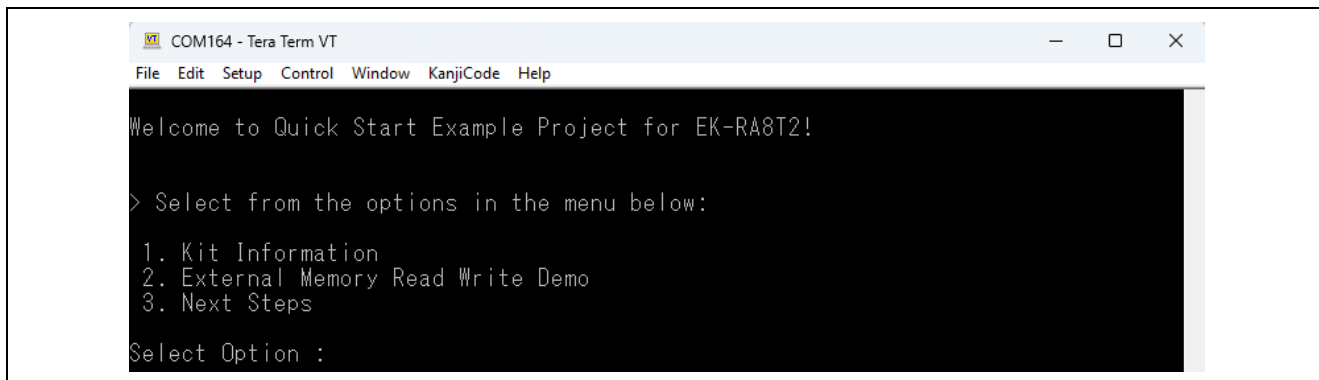 COM164 - Tera Term VT
File Edit Setup Control Window KanjiCode Help
Welcome to Quick Start Example Project for EK-RA8T2!
> Select from the options in the menu below:
1. Kit Information
2. External Memory Read Write Demo
3. Next Steps
Select Option :